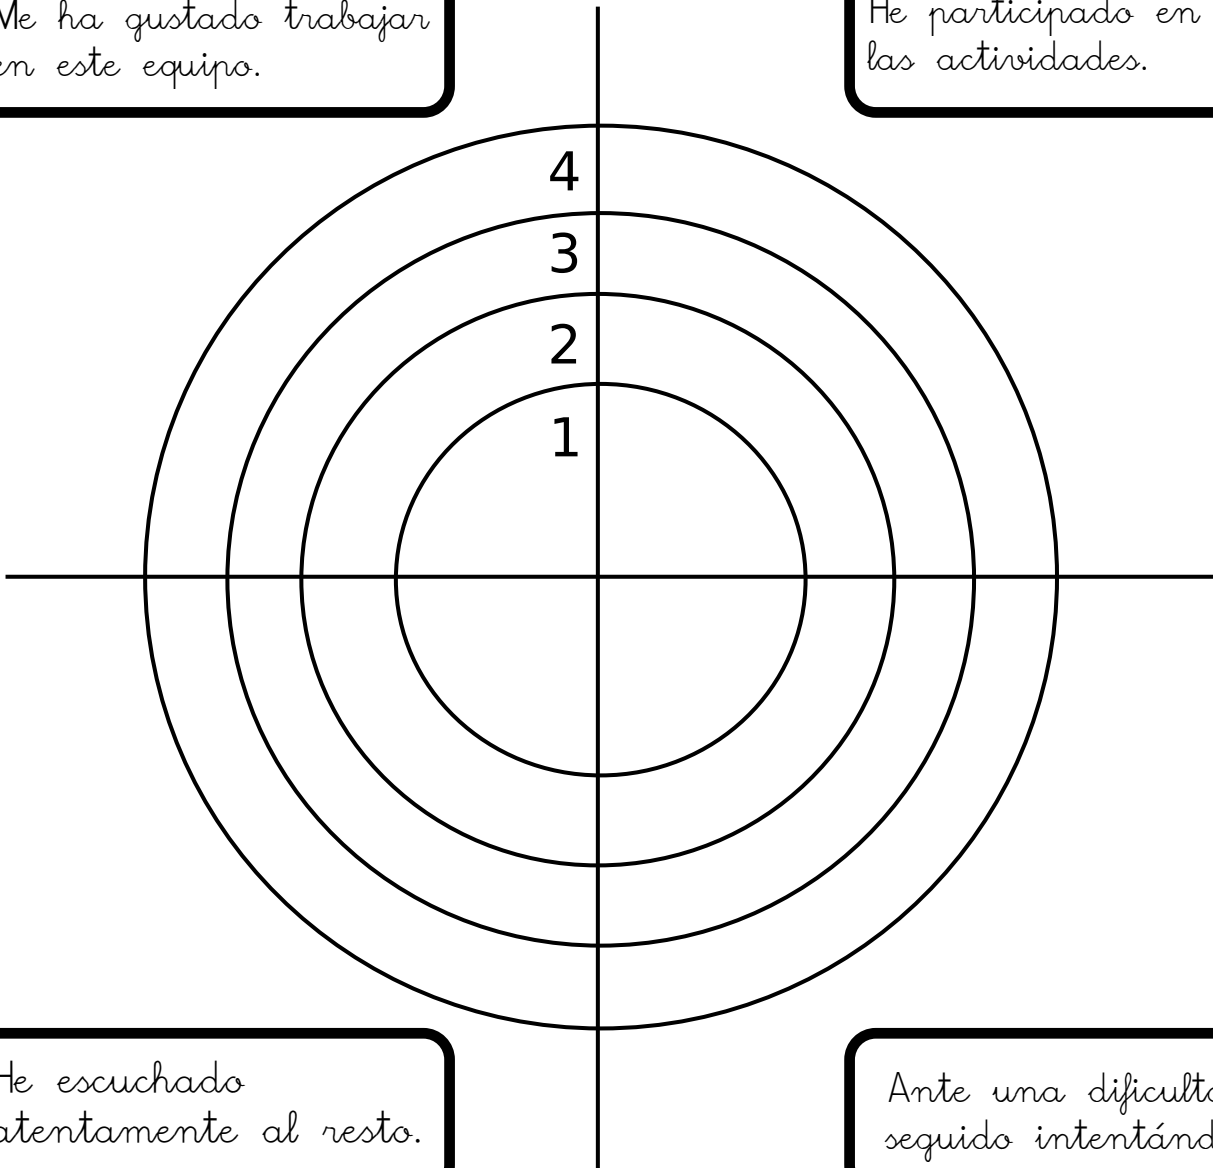 Me ha gustado trabajar
en este equipo.
He participado en
las actividades.
4
3
2
1
He escuchado
atentamente al resto.
Ante una
seguido